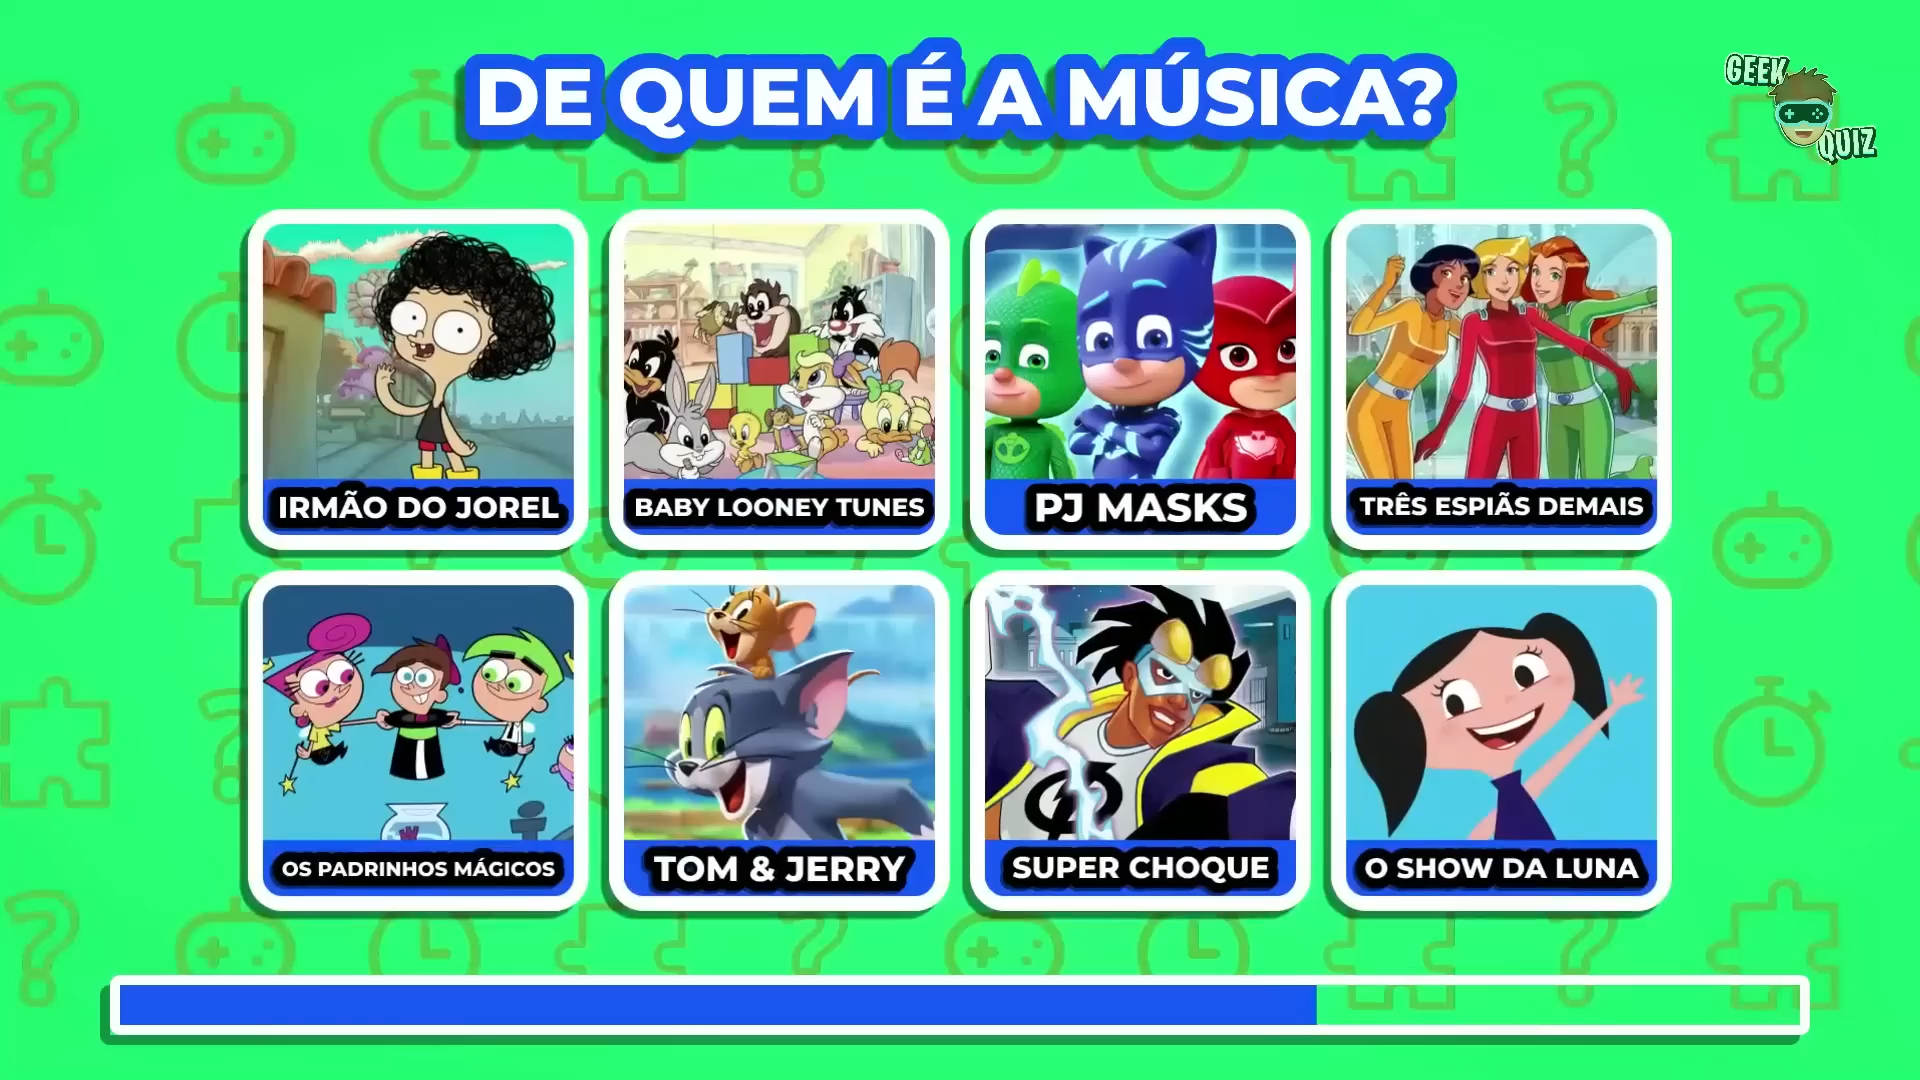 DE QUEM É A MÚSICA?
GEEK
QUIZ
IRMÃO DO JOREL
BABY LOONEY TUNES
PJ MASKS
TRÊS ESPIÃS DEMAIS
OS PADRINHOS MÁGICOS
TOM & JERRY
SUPER CHOQUE
O SHOW DA LUNA